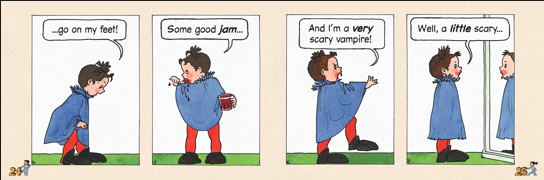 ...go on my feet!
Some good jam...
And I'm a very
scary vampire!
Well, a little scary...
24
25